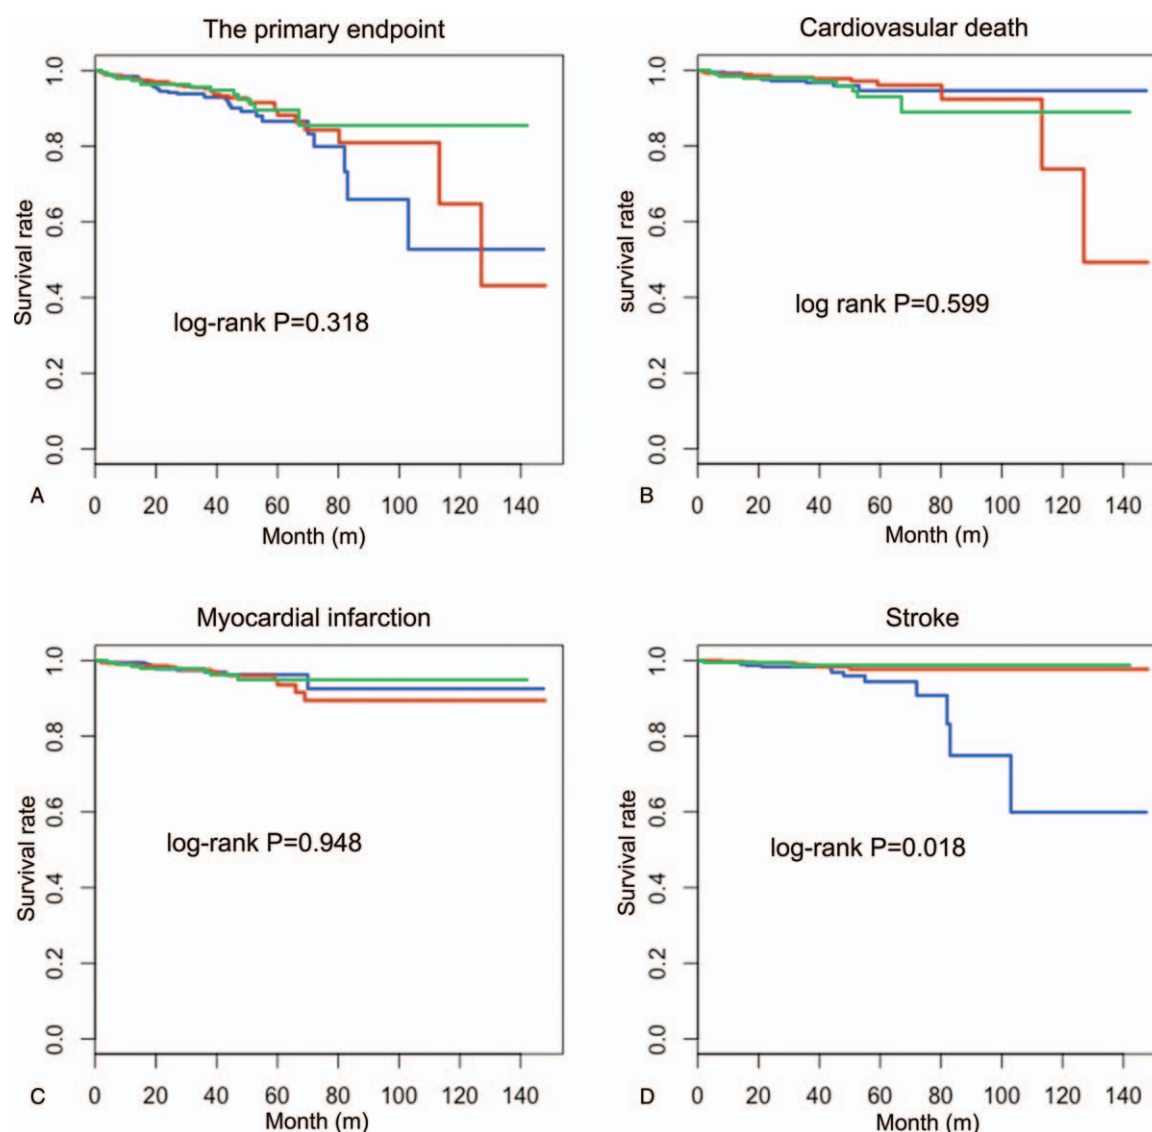 The primary endpoint
Survival rate
1.0
0.8
0.6
0.4
0.2
0.0
log-rank P=0.318
0 20 40 60 80 100 120 140
Month (m)
A
Cardiovasular death
survival rate
1.0
0.8
0.6
0.4
0.2
0.0
log rank P=0.599
0 20 40 60 80 100 120 140
Month (m)
B
Myocardial infarction
Survival rate
1.0
0.8
0.6
0.4
0.2
0.0
log-rank P=0.948
0 20 40 60 80 100 120 140
Month (m)
C
Stroke
Survival rate
1.0
0.8
0.6
0.4
0.2
0.0
log-rank P=0.018
0 20 40 60 80 100 120 140
Month (m)
D